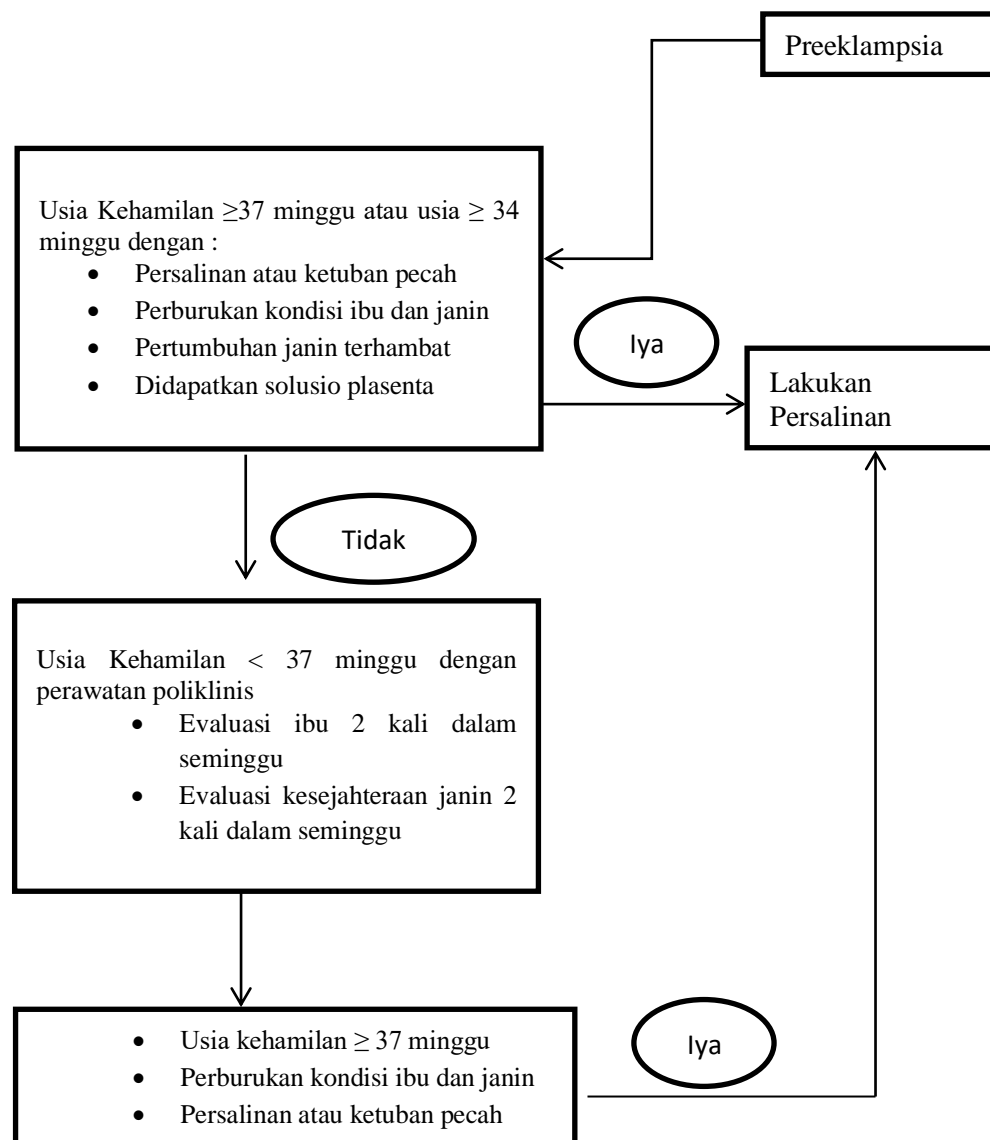 Preeklampsia
Usia Kehamilan ≥37 minggu atau usia ≥ 34
minggu dengan :
• Persalinan atau ketuban pecah
• Perburukan kondisi ibu dan janin
• Pertumbuhan janin terhambat
• Didapatkan solusio plasenta
Iya
Lakukan
Persalinan
Tidak
Usia Kehamilan < 37 minggu dengan
perawatan poliklinis
• Evaluasi ibu 2 kali dalam
seminggu
• Evaluasi kesejahteraan janin 2
kali dalam seminggu
• Usia kehamilan ≥ 37 minggu
• Perburukan kondisi ibu dan janin
• Persalinan atau ketuban pecah
Iya